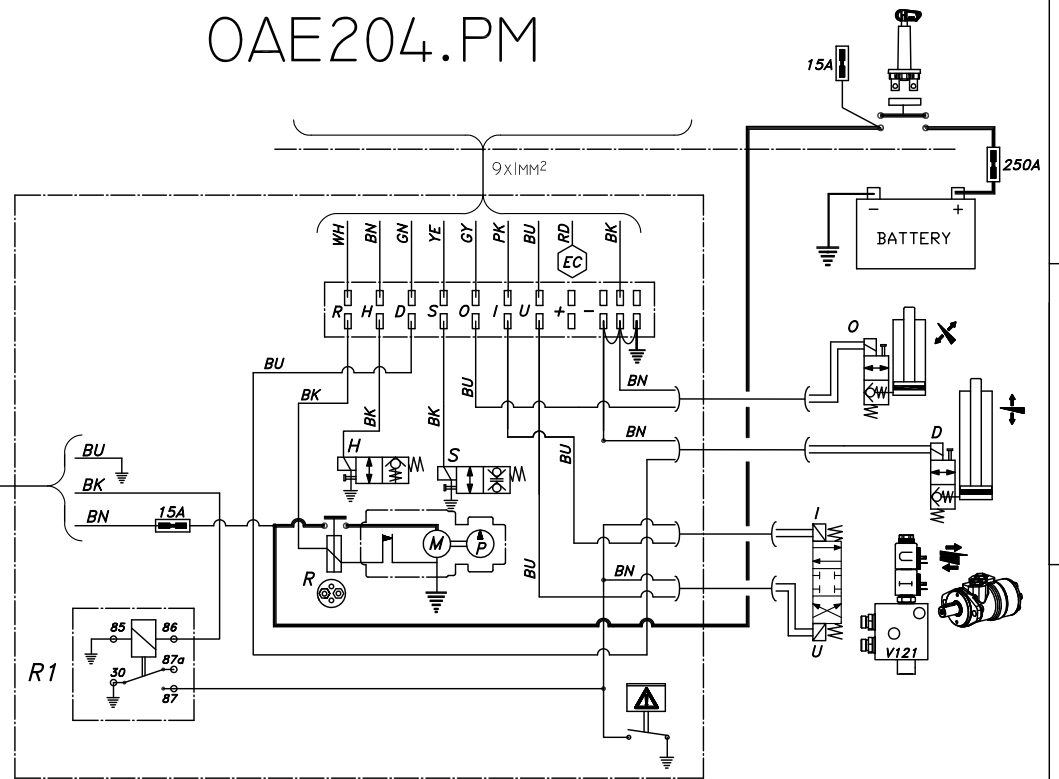 OAE204.PM
15A
250A
9X1MM²
- +
BATTERY
WH BN GN YE GY PK BU RD BK
EC
R H D S O I U + -
BU
BK
BK
BK
BU
BU
BU
BN
BN
BN
O
D
H
S
I
U
BU
BK
BN
15A
M
P
R
R1
85
86
87a
30
87
U
I
V121